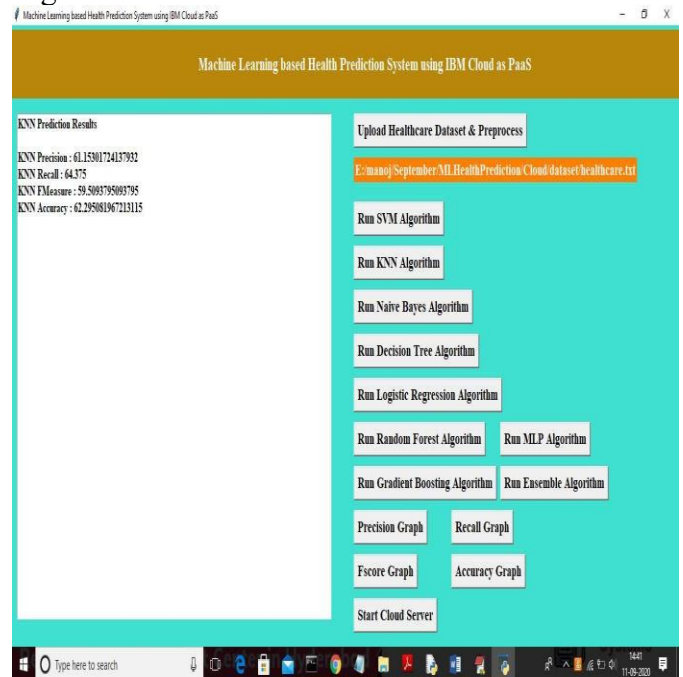 Machine Learning based Health Prediction System using IBM Cloud as PaaS
Machine Learning based Health Prediction System using IBM Cloud as PaaS
KNN Prediction Results
KNN Precision : 61.15301724137932
KNN Recall : 64.375
KNN FMeasure : 59.5093795093795
KNN Accuracy : 62.295081967213115
Upload Healthcare Dataset & Preprocess
E:/manoj/September/MLHealthPrediction/Cloud/dataset/healthcare.txt
Run SVM Algorithm
Run KNN Algorithm
Run Naive Bayes Algorithm
Run Decision Tree Algorithm
Run Logistic Regression Algorithm
Run Random Forest Algorithm Run MLP Algorithm
Run Gradient Boosting Algorithm Run Ensemble Algorithm
Precision Graph Recall Graph
Fscore Graph Accuracy Graph
Start Cloud Server
Type here to search
14:41
11-09-2020